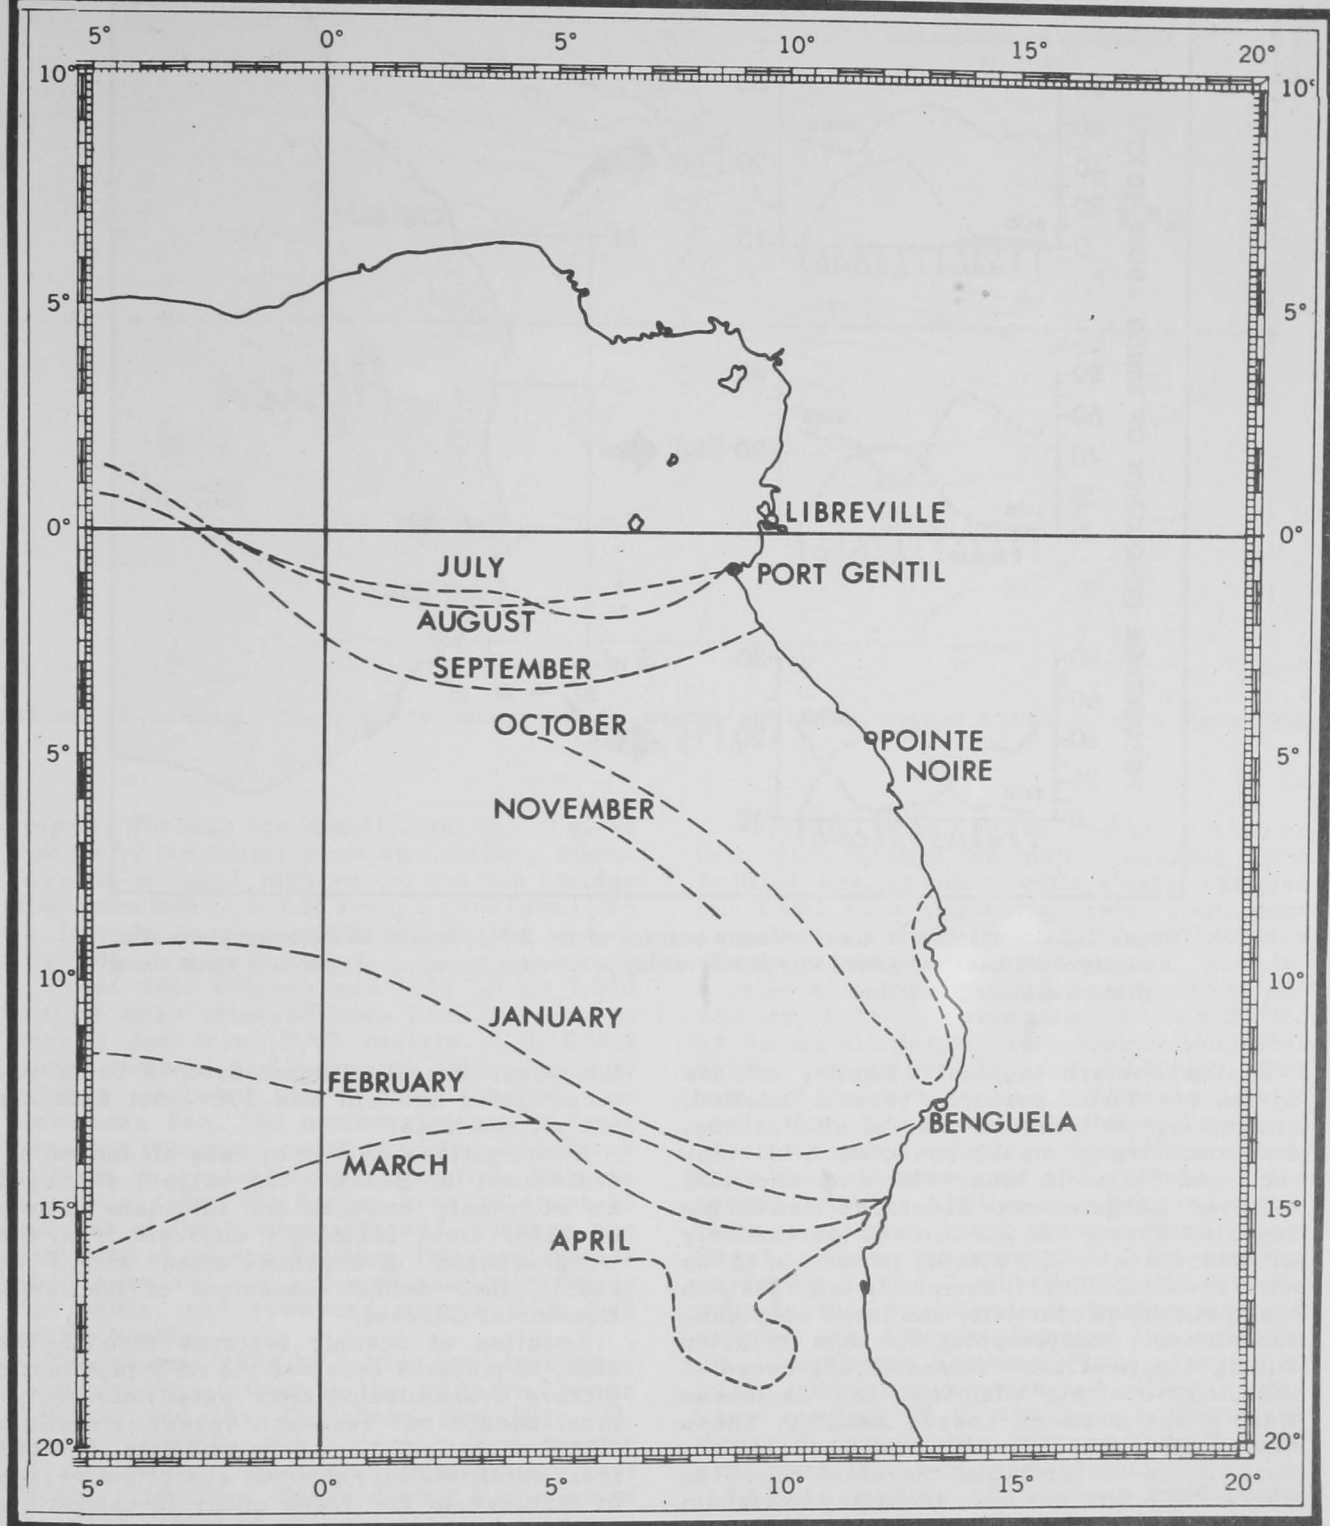 5° 0° 5° 10° 15° 20°
10° 10°
5° 5°
LIBREVILLE
0° 0°
JULY
PORT GENTIL
AUGUST
SEPTEMBER
OCTOBER
POINTE
NOIRE
5° 5°
NOVEMBER
10° 10°
JANUARY
FEBRUARY
BENGUELA
MARCH
15° 15°
APRIL
20° 20°
5° 0° 5° 10° 15° 20°